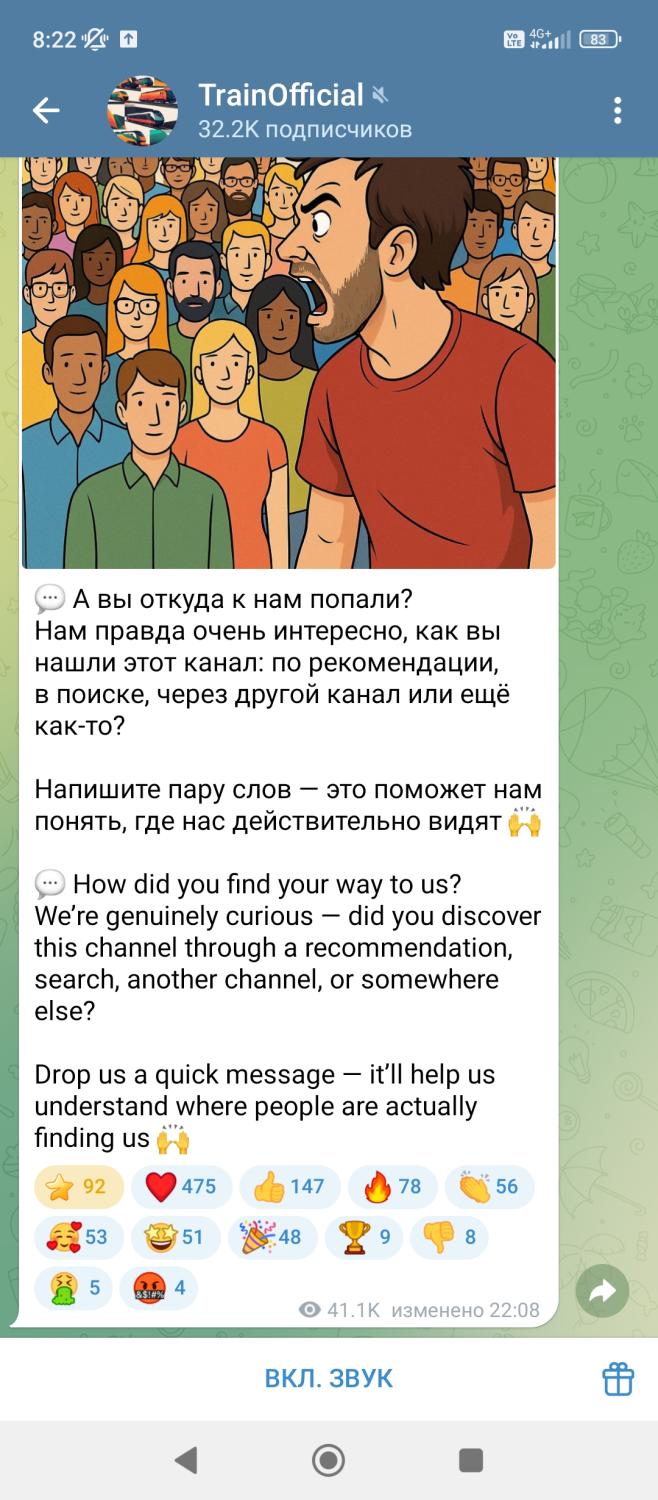 8:22
Vo LTE 4G+ 83
TrainOfficial
32.2K подписчиков
💬 А вы откуда к нам попали?
Нам правда очень интересно, как вы
нашли этот канал: по рекомендации,
в поиске, через другой канал или ещё
как-то?
Напишите пару слов — это поможет нам
понять, где нас действительно видят 🙌
💬 How did you find your way to us?
We’re genuinely curious — did you discover
this channel through a recommendation,
search, another channel, or somewhere
else?
Drop us a quick message — it’ll help us
understand where people are actually
finding us 🙌
⭐ 92 ❤️ 475 👍 147 🔥 78 👏 56
🥰 53 🤩 51 🎉 48 🏆 9 👎 8
🤮 5 🤬 4
41.1K изменено 22:08
ВКЛ. ЗВУК